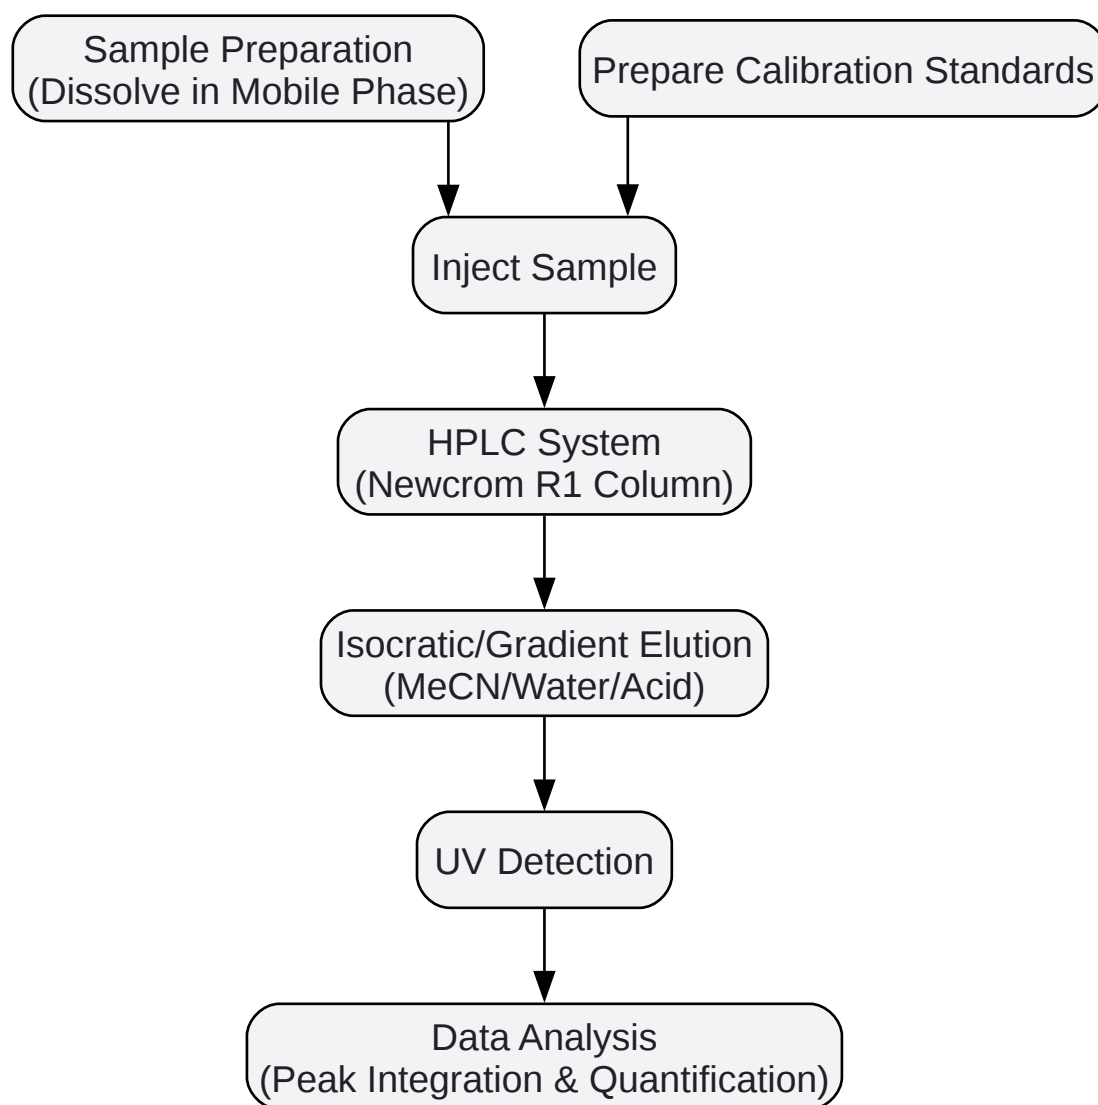 Sample Preparation
(Dissolve in Mobile Phase)
Prepare Calibration Standards
Inject Sample
HPLC System
(Newcrom R1 Column)
Isocratic/Gradient Elution
(MeCN/Water/Acid)
UV Detection
Data Analysis
(Peak Integration & Quantification)